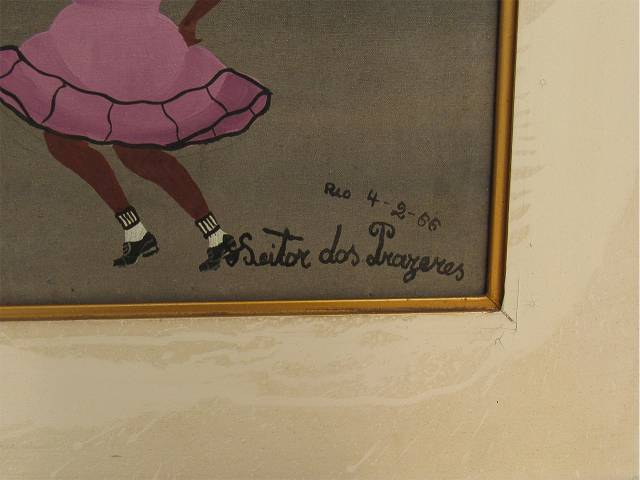 Rio 4-2-66
Heitor dos Prazeres